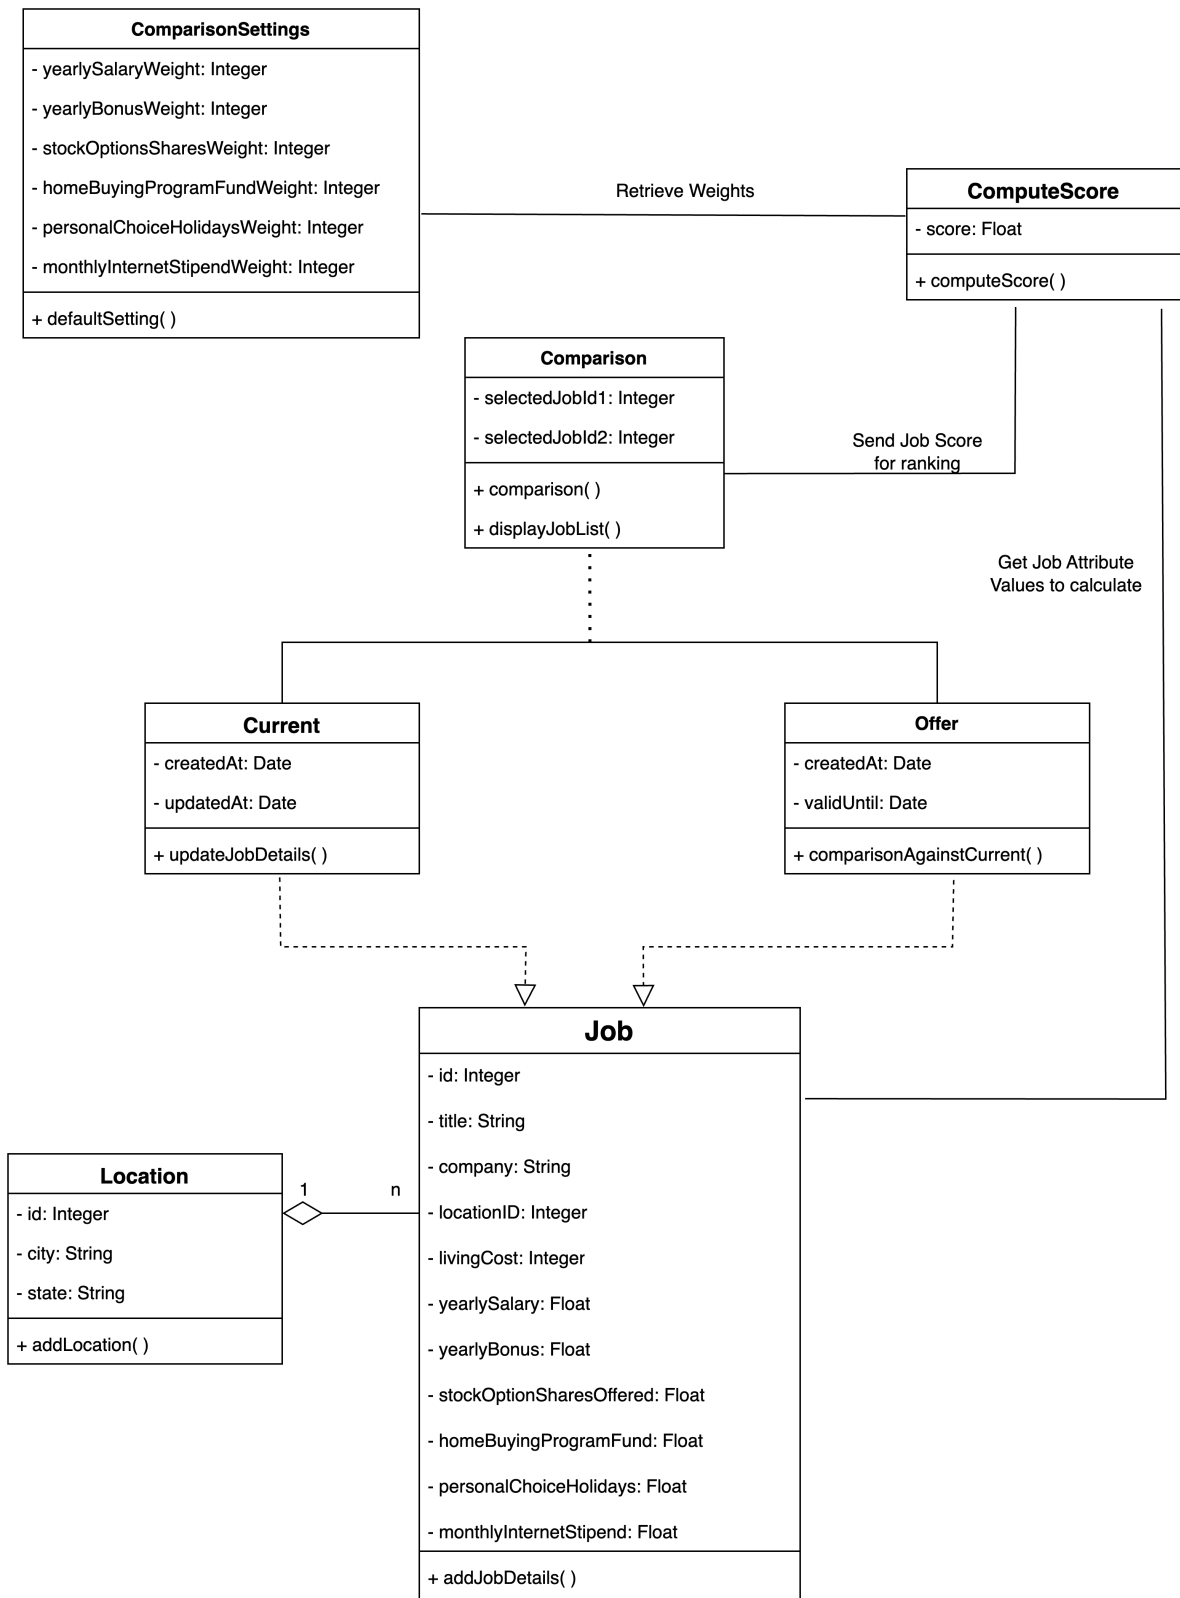 ComparisonSettings
- yearlySalaryWeight: Integer
- yearlyBonusWeight: Integer
- stockOptionsSharesWeight: Integer
- homeBuyingProgramFundWeight: Integer
- personalChoiceHolidaysWeight: Integer
- monthlyInternetStipendWeight: Integer
+ defaultSetting( )
Retrieve Weights
ComputeScore
- score: Float
+ computeScore( )
Comparison
- selectedJobId1: Integer
- selectedJobId2: Integer
+ comparison( )
+ displayJobList( )
Send Job Score
for ranking
Get Job Attribute
Values to calculate
Current
- createdAt: Date
- updatedAt: Date
+ updateJobDetails( )
Offer
- createdAt: Date
- validUntil: Date
+ comparisonAgainstCurrent( )
Job
- id: Integer
- title: String
- company: String
- locationID: Integer
- livingCost: Integer
- yearlySalary: Float
- yearlyBonus: Float
- stockOptionSharesOffered: Float
- homeBuyingProgramFund: Float
- personalChoiceHolidays: Float
- monthlyInternetStipend: Float
+ addJobDetails( )
Location
- id: Integer
- city: String
- state: String
+ addLocation( )
1
n